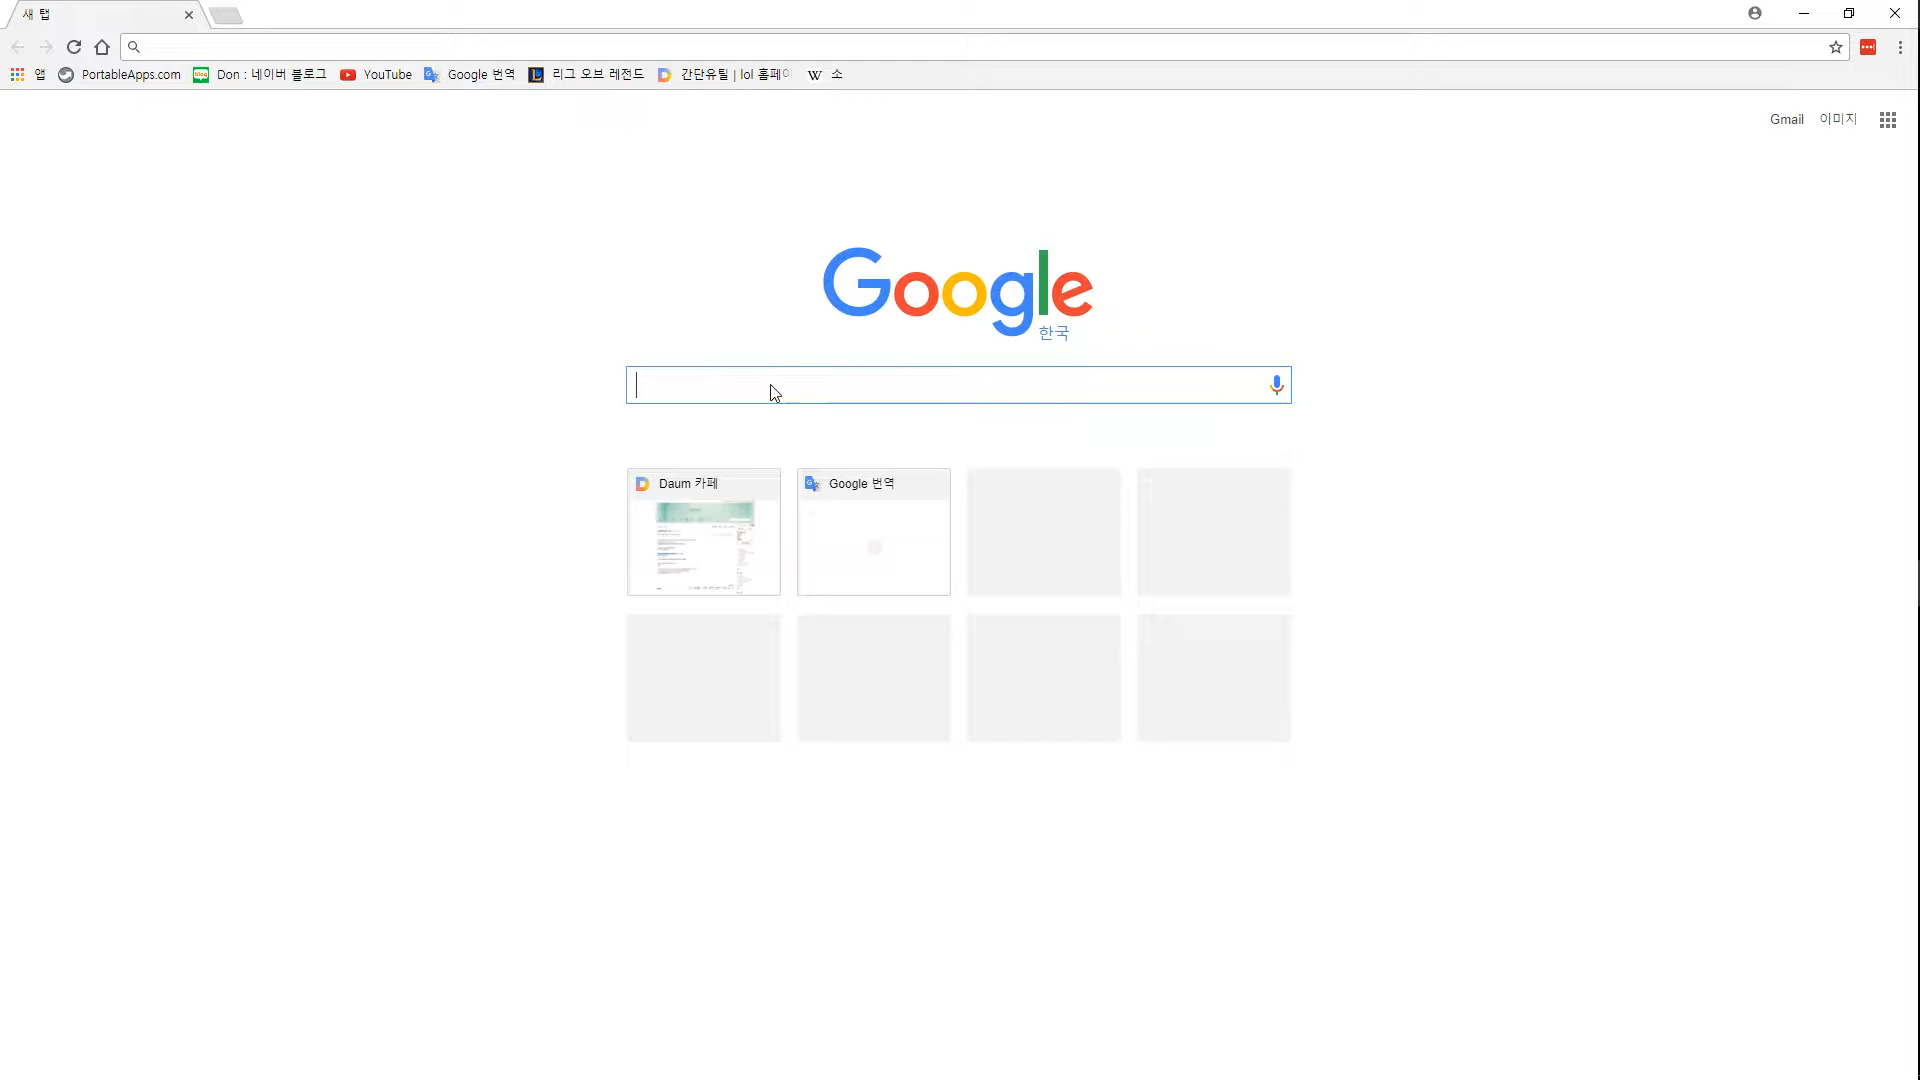 새 탭
앱 PortableApps.com Don : 네이버 블로그 YouTube Google 번역 리그 오브 레전드 간단유틸 | lol 홈페이 W 소
Gmail 이미지
Google
한국
Daum 카페 Google 번역